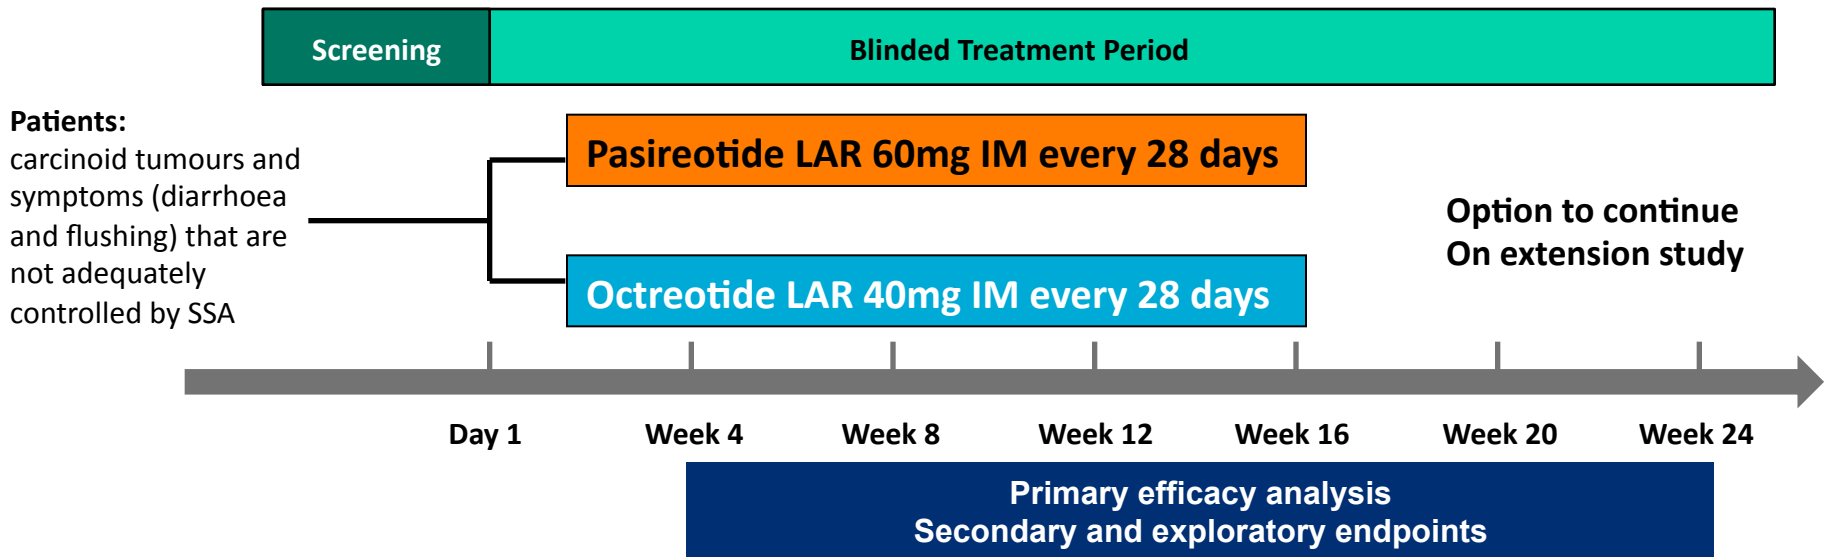 Screening
Blinded Treatment Period
Patients:
carcinoid tumours and
symptoms (diarrhoea
and flushing) that are
not adequately
controlled by SSA
Pasireotide LAR 60mg IM every 28 days
Octreotide LAR 40mg IM every 28 days
Option to continue
On extension study
Day 1
Week 4
Week 8
Week 12
Week 16
Week 20
Week 24
Primary efficacy analysis
Secondary and exploratory endpoints